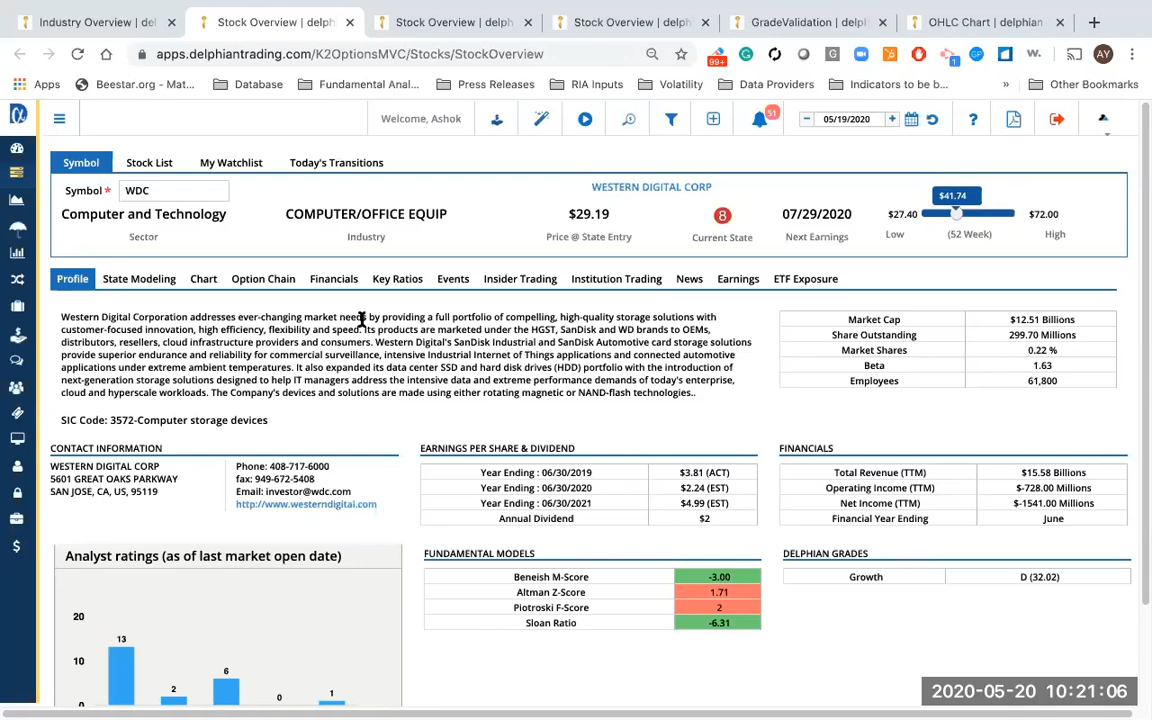 Industry Overview | del
Stock Overview | delph
Stock Overview | delph
Stock Overview | delph
GradeValidation | delph
OHLC Chart | delphian
apps.delphiantrading.com/K2OptionsMVC/Stocks/StockOverview
99+
G
1
GP
W.
AY
Apps
Beestar.org - Mat...
Database
Fundamental Anal...
Press Releases
RIA Inputs
Volatility
Data Providers
Indicators to be...
»
Other Bookmarks
Welcome, Ashok
51
05/19/2020
Symbol
Stock List
My Watchlist
Today's Transitions
Symbol *
WDC
WESTERN DIGITAL CORP
$41.74
Computer and Technology
COMPUTER/OFFICE EQUIP
$29.19
8
07/29/2020
$27.40
$72.00
Sector
Industry
Price @ State Entry
Current State
Next Earnings
Low
(52 Week)
High
Profile
State Modeling
Chart
Option Chain
Financials
Key Ratios
Events
Insider Trading
Institution Trading
News
Earnings
ETF Exposure
Western Digital Corporation addresses ever-changing market needs by providing a full portfolio of compelling, high-quality storage solutions with
customer-focused innovation, high efficiency, flexibility and speed. Its products are marketed under the HGST, SanDisk and WD brands to OEMs,
distributors, resellers, cloud infrastructure providers and consumers. Western Digital's SanDisk Industrial and SanDisk Automotive card storage solutions
provide superior endurance and reliability for commercial surveillance, intensive Industrial Internet of Things applications and connected automotive
applications under extreme ambient temperatures. It also expanded its data center SSD and hard disk drives (HDD) portfolio with the introduction of
next-generation storage solutions designed to help IT managers address the intensive data and extreme performance demands of today's enterprise,
cloud and hyperscale workloads. The Company's devices and solutions are made using either rotating magnetic or NAND-flash technologies..
SIC Code: 3572-Computer storage devices
Market Cap $12.51 Billions
Share Outstanding 299.70 Millions
Market Shares 0.22 %
Beta 1.63
Employees 61,800
CONTACT INFORMATION
WESTERN DIGITAL CORP
5601 GREAT OAKS PARKWAY
SAN JOSE, CA, US, 95119
Phone: 408-717-6000
fax: 949-672-5408
Email: investor@wdc.com
http://www.westerndigital.com
EARNINGS PER SHARE & DIVIDEND
Year Ending : 06/30/2019 $3.81 (ACT)
Year Ending : 06/30/2020 $2.24 (EST)
Year Ending : 06/30/2021 $4.99 (EST)
Annual Dividend $2
FINANCIALS
Total Revenue (TTM) $15.58 Billions
Operating Income (TTM) $-728.00 Millions
Net Income (TTM) $-1541.00 Millions
Financial Year Ending June
Analyst ratings (as of last market open date)
20
13
10
6
2
0
1
0
FUNDAMENTAL MODELS
Beneish M-Score -3.00
Altman Z-Score 1.71
Piotroski F-Score 2
Sloan Ratio -6.31
DELPHIAN GRADES
Growth D (32.02)
2020-05-20 10:21:06